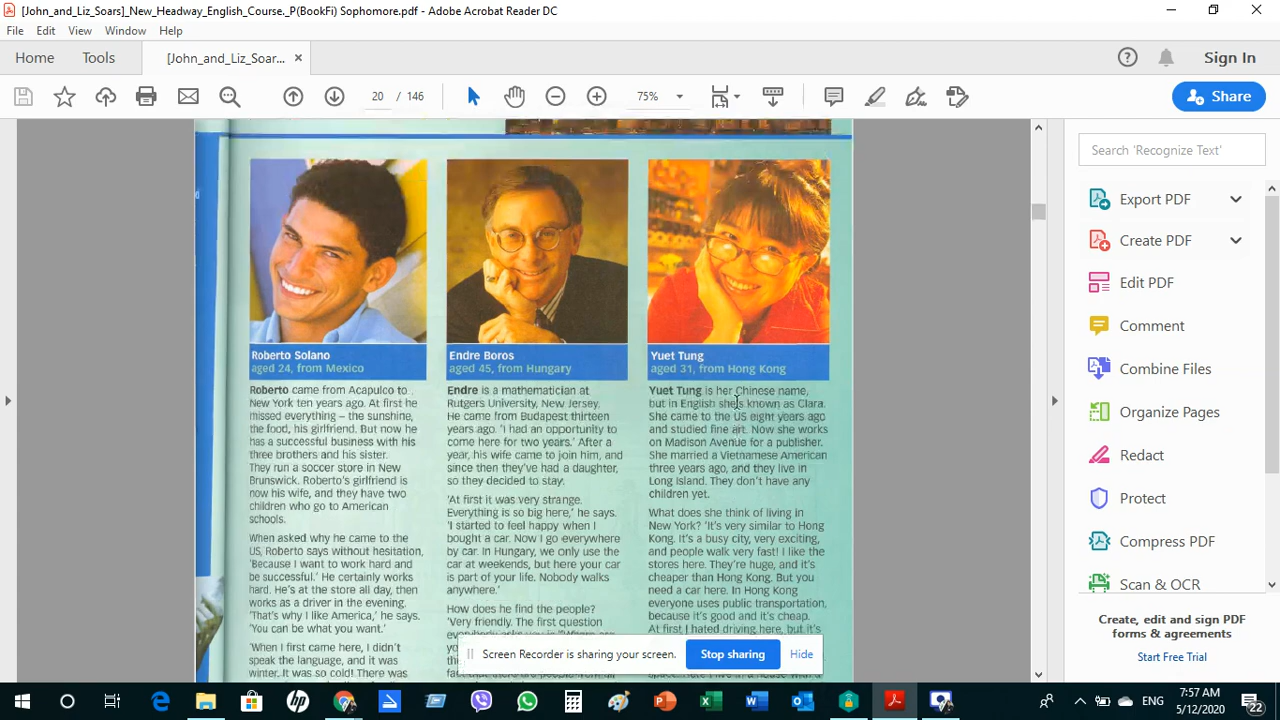 [John_and_Liz_Soars]_New_Headway_English_Course._P(BookFi) Sophomore.pdf - Adobe Acrobat Reader DC
File Edit View Window Help
Home Tools [John_and_Liz_Soar... × Sign In
20 / 146 75% Share
Search 'Recognize Text'
Export PDF
Create PDF
Edit PDF
Comment
Combine Files
Organize Pages
Redact
Protect
Compress PDF
Scan & OCR
Convert, edit and sign PDF
forms & agreements
Start Free Trial
Roberto Solano
aged 24, from Mexico
Roberto came from Acapulco to
New York ten years ago. At first he
missed everything – the sunshine,
the food, his girlfriend. But now he
has a successful business with his
three brothers and his sister.
They run a soccer store in New
Brunswick. Roberto's girlfriend is
now his wife, and they have two
children who go to American
schools.
When asked why he came to the
US, Roberto says without hesitation,
'Because I want to work hard and
be successful.' He certainly works
hard. He's at the store all day, then
works as a driver in the evening.
'That's why I like America,' he says.
'You can be what you want.'
'When I first came here, I didn't
speak the language, and it was
winter. It was so cold! There was
Endre Boros
aged 45, from Hungary
Endre is a mathematician at
Rutgers University, New Jersey.
He came from Budapest thirteen
years ago. 'I had an opportunity to
come here for two years.' After a
year, his wife came to join him, and
since then they've had a daughter,
so they decided to stay.
'At first it was very strange.
Everything is so big here,' he says.
'I started to feel happy when I
bought a car. Now I go everywhere
by car. In Hungary, we only use the
car at weekends, but here your car
is part of your life. Nobody walks
anywhere.'
How does he find the people?
'Very friendly. The first question
Yuet Tung
aged 31, from Hong Kong
Yuet Tung is her Chinese name,
but in English she's known as Clara.
She came to the US eight years ago
and studied fine art. Now she works
on Madison Avenue for a publisher.
She married a Vietnamese American
three years ago, and they live in
Long Island. They don't have any
children yet.
What does she think of living in
New York? 'It's very similar to Hong
Kong. It's a busy city, very exciting,
and people walk very fast! I like the
stores here. They're huge, and it's
cheaper than Hong Kong. But you
need a car here. In Hong Kong
everyone uses public transportation,
because it's good and it's cheap.
At first I hated driving here, but it's
Screen Recorder is sharing your screen. Stop sharing Hide
ENG
7:57 AM
5/12/2020
22